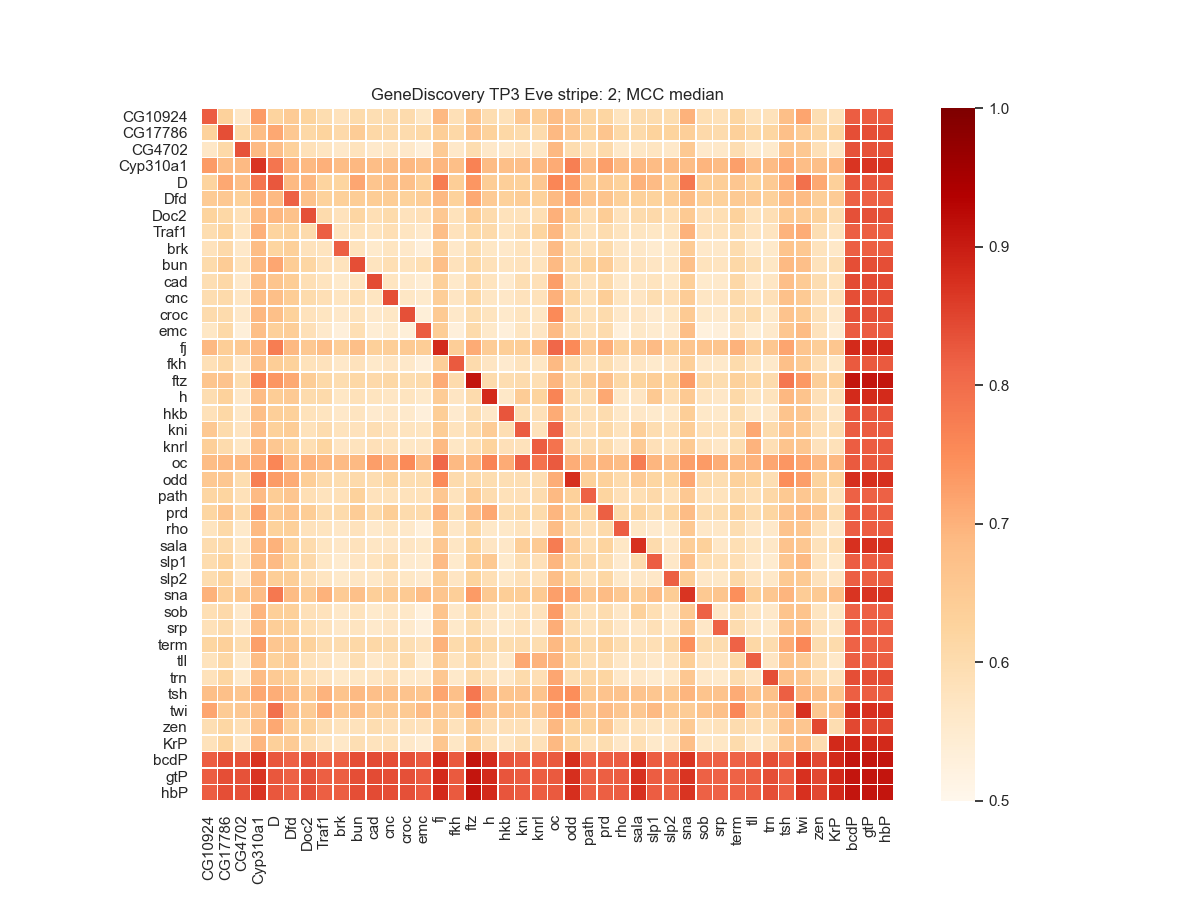 GeneDiscovery TP3 Eve stripe: 2; MCC median
CG10924
CG17786
CG4702
Cyp310a1
D
Dfd
Doc2
Traf1
brk
bun
cad
cnc
croc
emc
fj
fkh
ftz
h
hkb
kni
knrl
oc
odd
path
prd
rho
sala
slp1
slp2
sna
sob
srp
term
tll
trn
tsh
twi
zen
KrP
bcdP
gtP
hbP
CG10924
CG17786
CG4702
Cyp310a1
D
Dfd
Doc2
Traf1
brk
bun
cad
cnc
croc
emc
fj
fkh
ftz
h
hkb
kni
knrl
oc
odd
path
prd
rho
sala
slp1
slp2
sna
sob
srp
term
tll
trn
tsh
twi
zen
KrP
bcdP
gtP
hbP
1.0
0.9
0.8
0.7
0.6
0.5